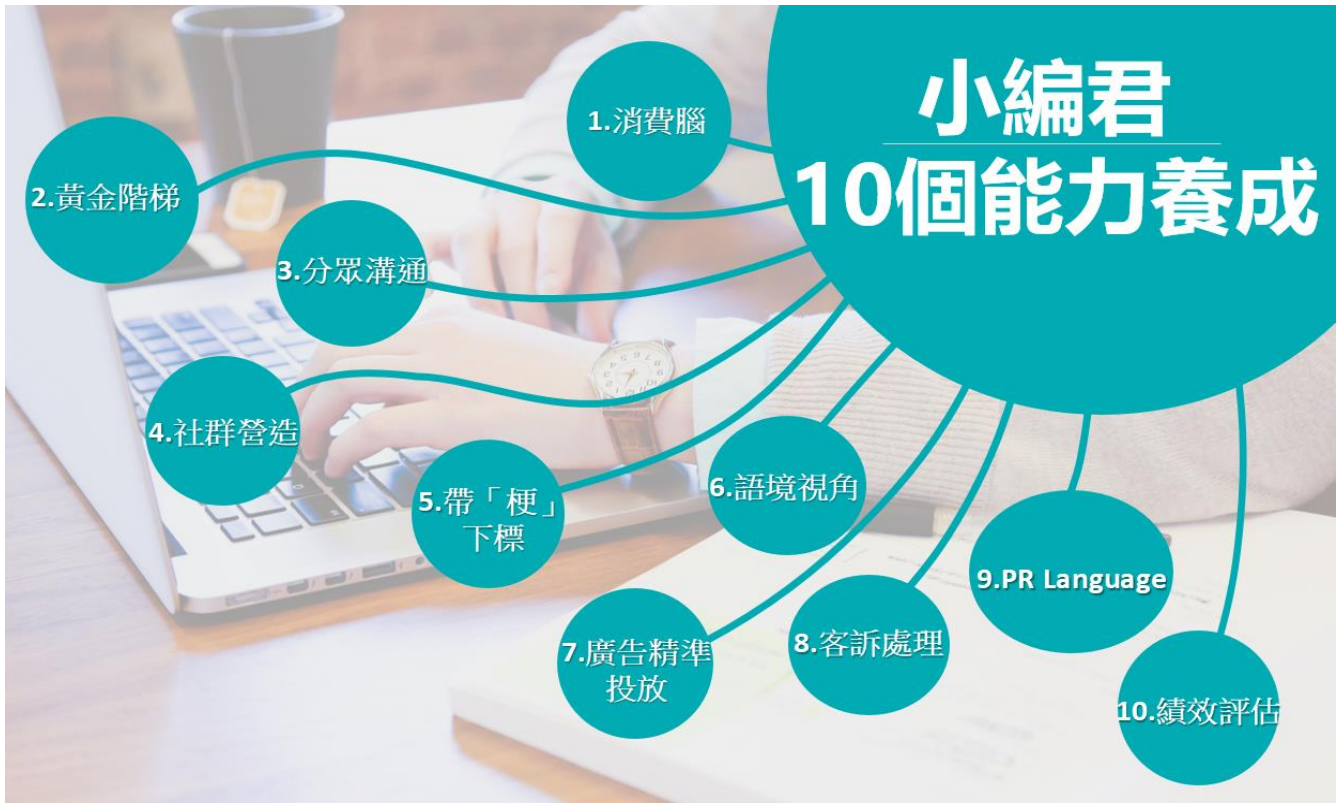 小編君
10個能力養成
1.消費腦
2.黃金階梯
3.分眾溝通
4.社群營造
5.帶「梗」
下標
6.語境視角
7.廣告精準
投放
8.客訴處理
9.PR Language
10.績效評估